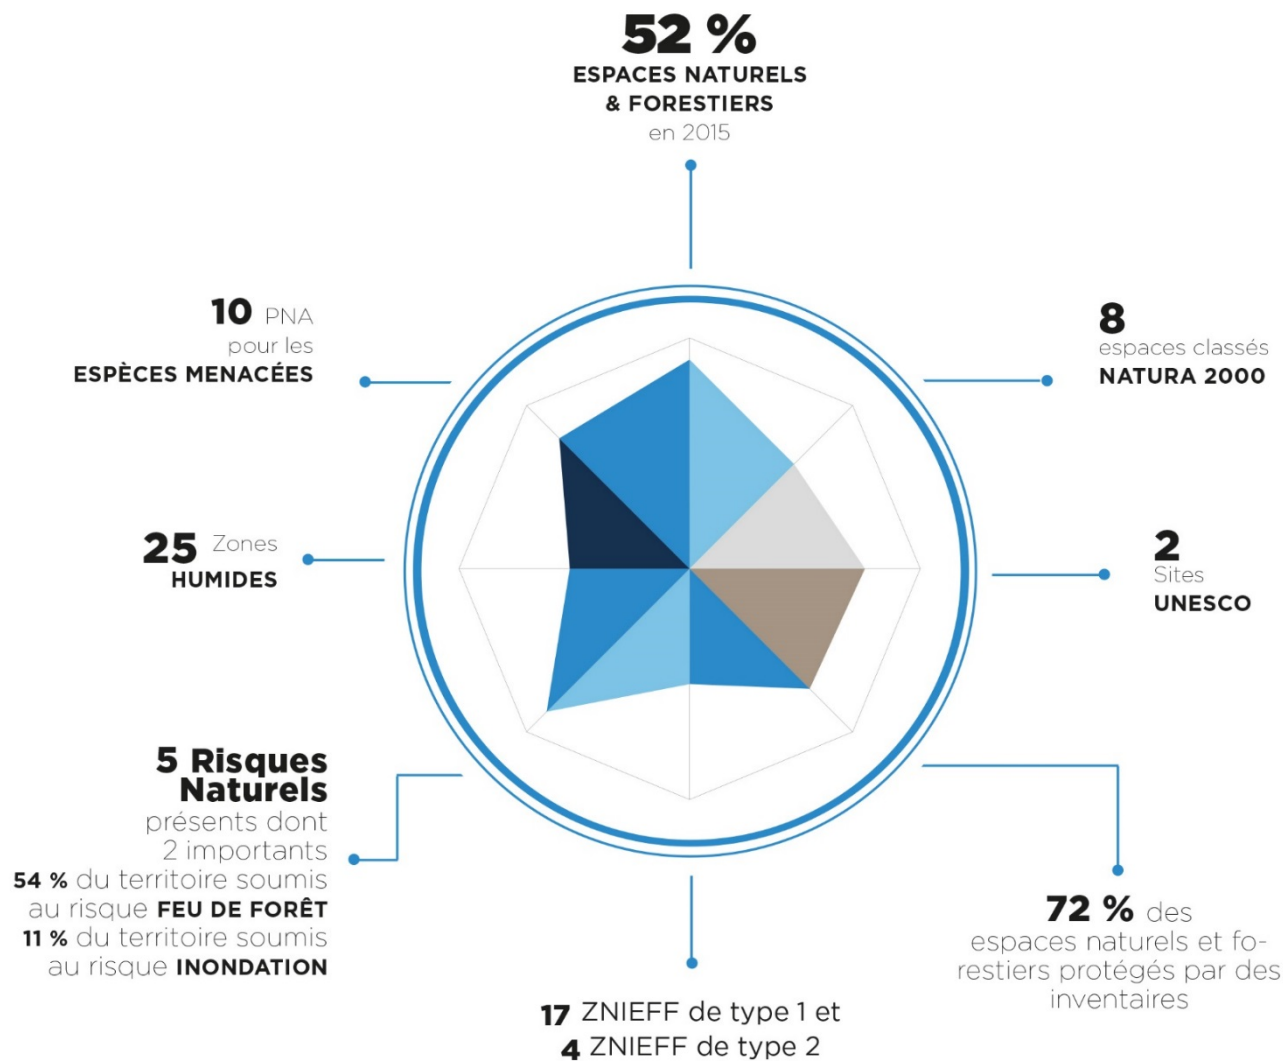 52 %
ESPACES NATURELS
& FORESTIERS
en 2015
10 PNA
pour les
ESPÈCES MENACÉES
8
espaces classés
NATURA 2000
25 Zones
HUMIDES
2
Sites
UNESCO
5 Risques
Naturels
présents dont
2 importants
54 % du territoire soumis
au risque FEU DE FORÊT
11 % du territoire soumis
au risque INONDATION
72 % des
espaces naturels et fo-
restiers protégés par des
inventaires
17 ZNIEFF de type 1 et
4 ZNIEFF de type 2